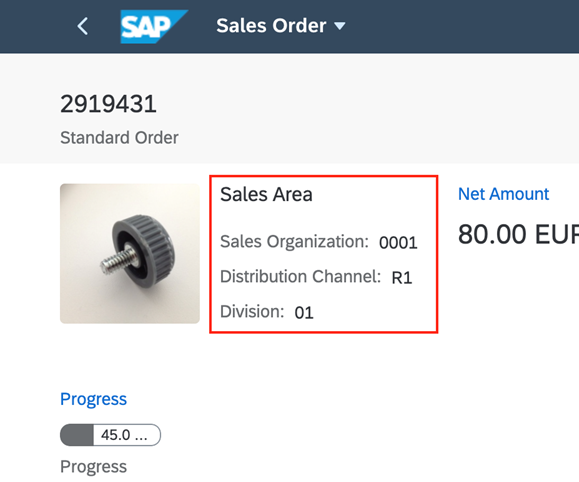 SAP Sales Order
2919431
Standard Order
Sales Area
Sales Organization: 0001
Distribution Channel: R1
Division: 01
Net Amount
80.00 EUR
Progress
45.0 ...
Progress